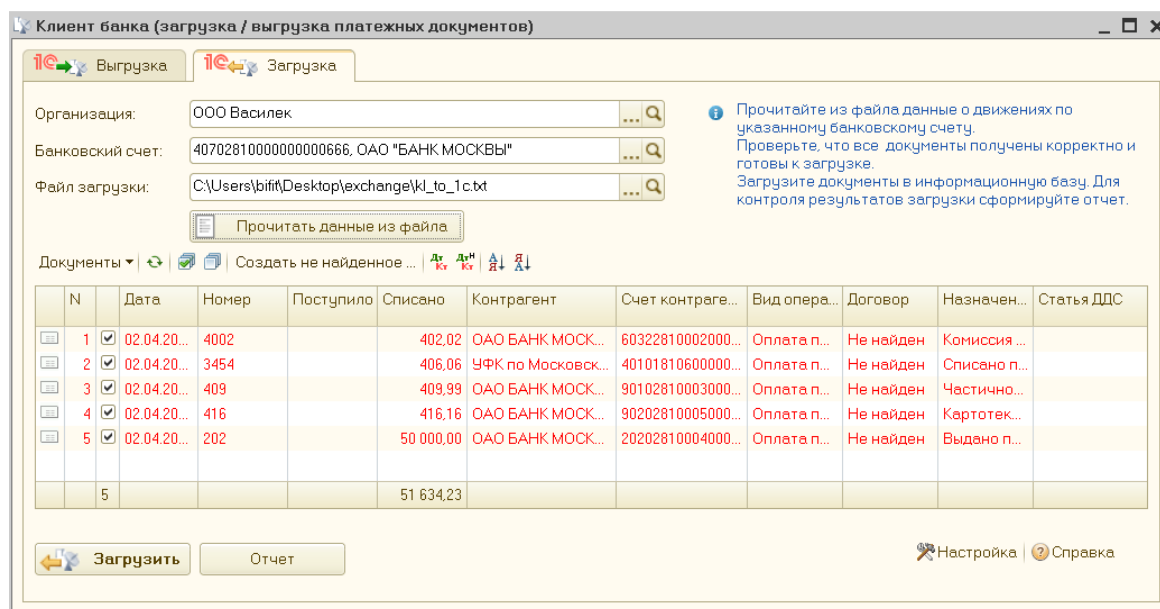 Клиент банка (загрузка / выгрузка платежных документов)
1С Выгрузка 1С Загрузка
Организация: ООО Василек ...
Банковский счет: 40702810000000000666, ОАО "БАНК МОСКВЫ" ...
Файл загрузки: C:\Users\bifit\Desktop\exchange\kl_to_1c.txt ...
Прочитайте из файла данные о движениях по
указанному банковскому счету.
Проверьте, что все документы получены корректно и
готовы к загрузке.
Загрузите документы в информационную базу. Для
контроля результатов загрузки сформируйте отчет.
Прочитать данные из файла
Документы Создать не найденное ... Дт Кт Дт Н Кт А Я Я А
N Дата Номер Поступило Списано Контрагент Счет контраге... Вид опера... Договор Назначен... Статья ДДС
1 02.04.20... 4002 402,02 ОАО БАНК МОСК... 60322810002000... Оплата п... Не найден Комиссия ...
2 02.04.20... 3454 406,06 УФК по Московск... 40101810600000... Оплата п... Не найден Списано п...
3 02.04.20... 409 409,99 ОАО БАНК МОСК... 90102810003000... Оплата п... Не найден Частично...
4 02.04.20... 416 416,16 ОАО БАНК МОСК... 90202810005000... Оплата п... Не найден Картотек...
5 02.04.20... 202 50 000,00 ОАО БАНК МОСК... 20202810004000... Оплата п... Не найден Выдано п...
5 51 634,23
Загрузить Отчет Настройка Справка